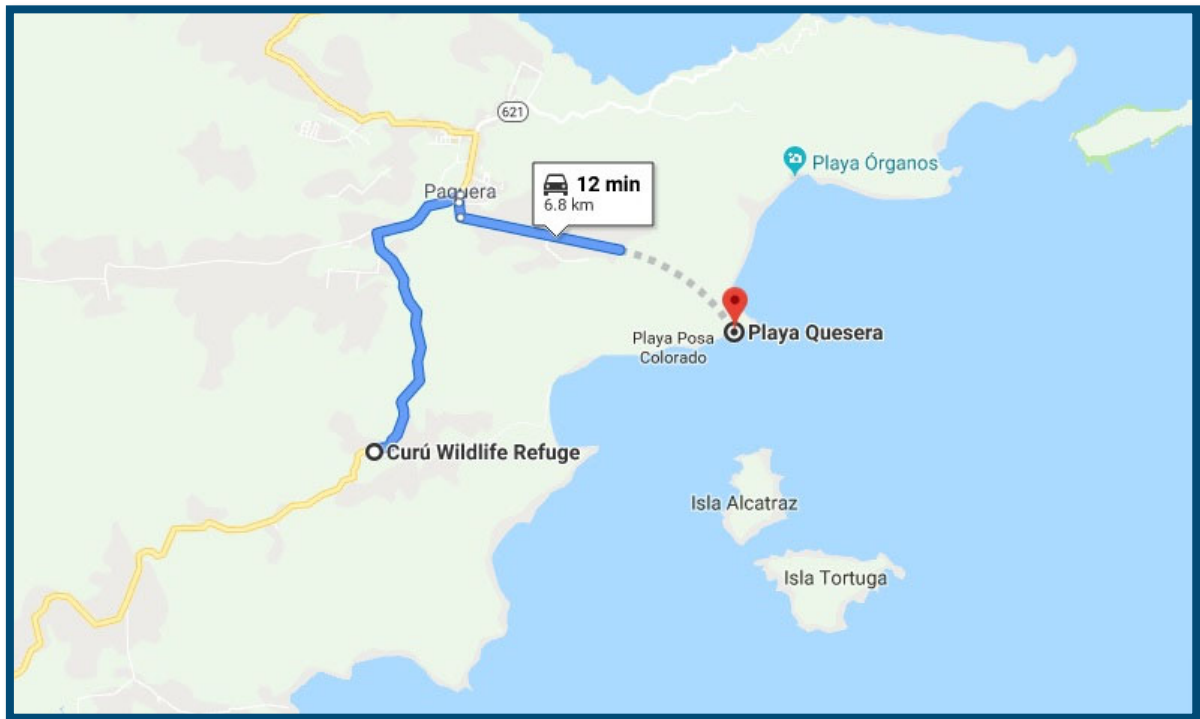 621
Playa Órganos
Paquera
12 min
6.8 km
Playa Posa
Colorado
Playa Quesera
Curú Wildlife Refuge
Isla Alcatraz
Isla Tortuga